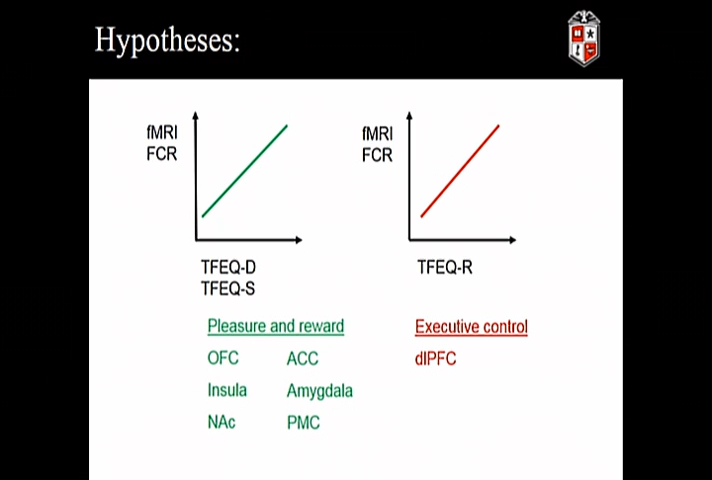 Hypotheses:
fMRI
FCR
TFEQ-D
TFEQ-S
Pleasure and reward
OFC ACC
Insula Amygdala
NAc PMC
fMRI
FCR
TFEQ-R
Executive control
dlPFC